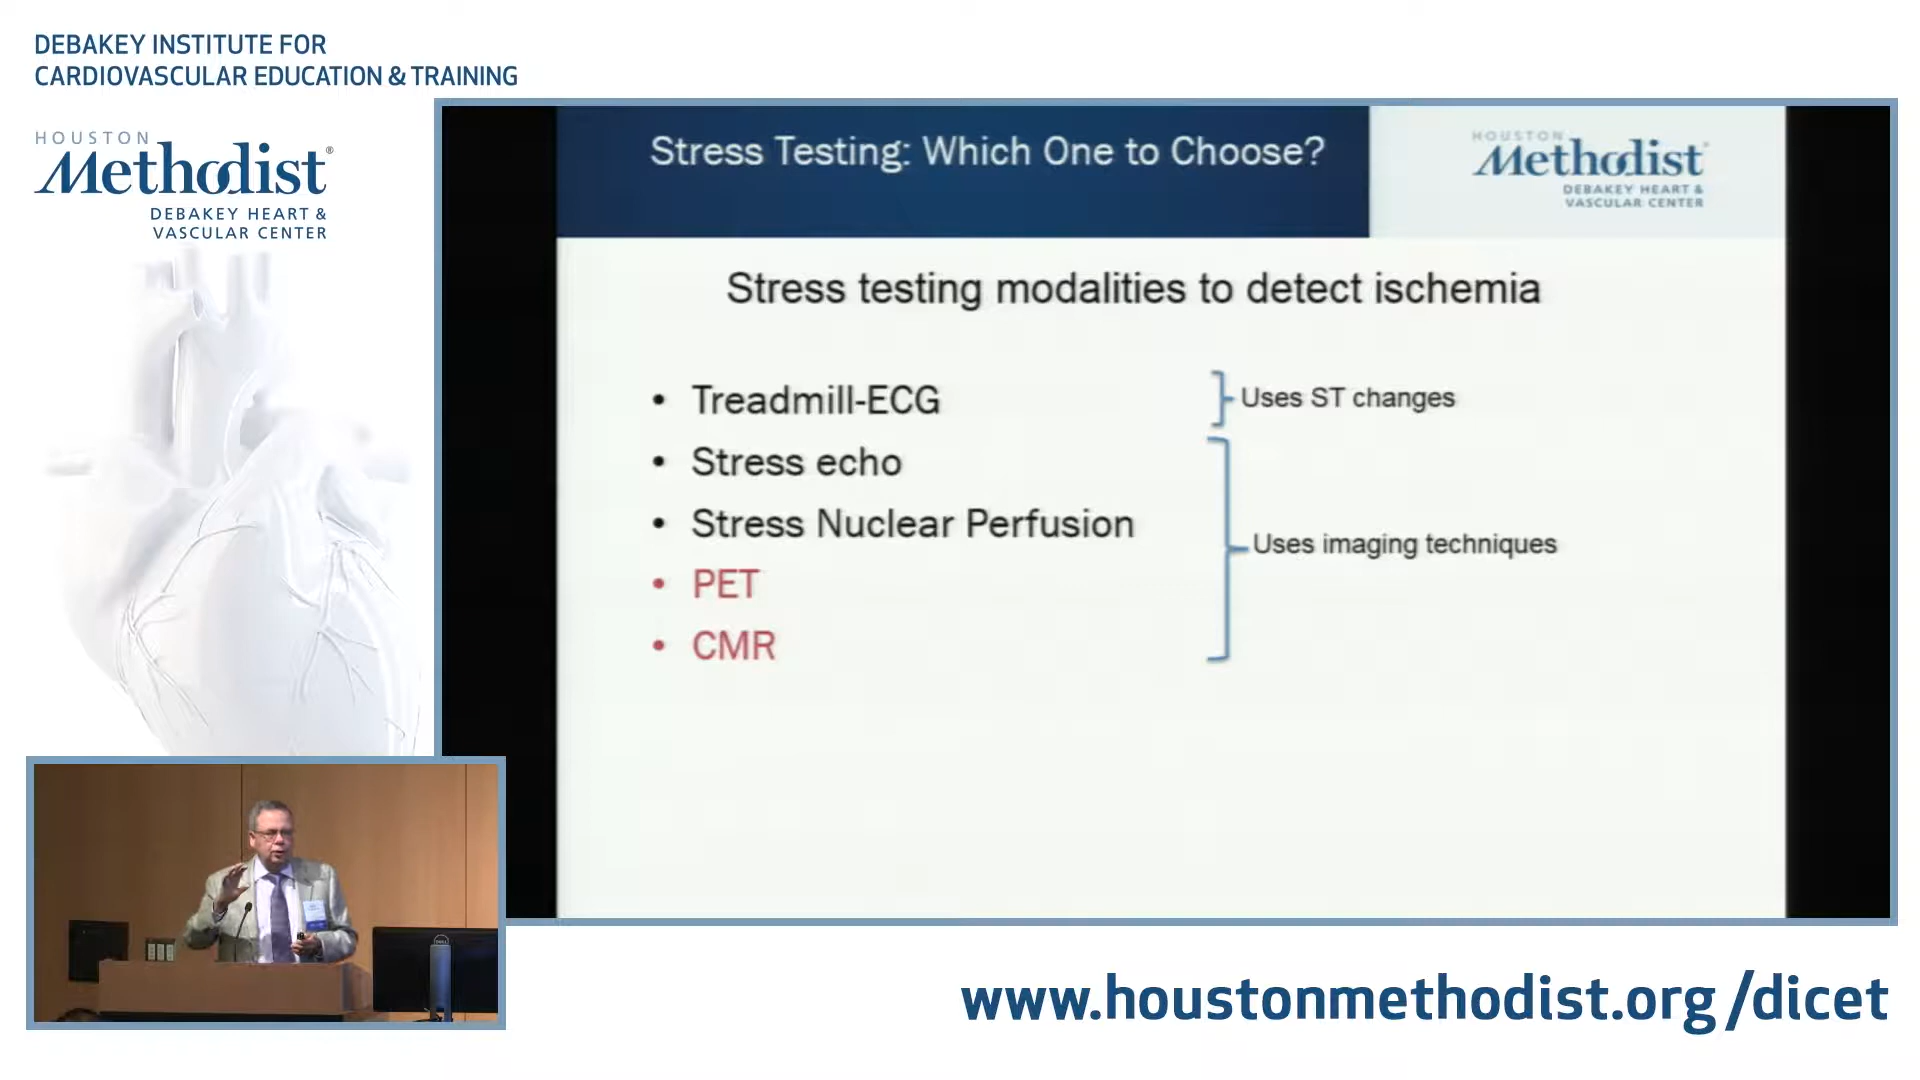 DEBAKEY INSTITUTE FOR
CARDIOVASCULAR EDUCATION & TRAINING
HOUSTON
Methodist®
DEBAKEY HEART &
VASCULAR CENTER
Stress Testing: Which One to Choose?
HOUSTON
Methodist
DEBAKEY HEART &
VASCULAR CENTER
Stress testing modalities to detect ischemia
• Treadmill-ECG
Uses ST changes
• Stress echo
• Stress Nuclear Perfusion
Uses imaging techniques
• PET
• CMR
DELL
www.houstonmethodist.org/dicet